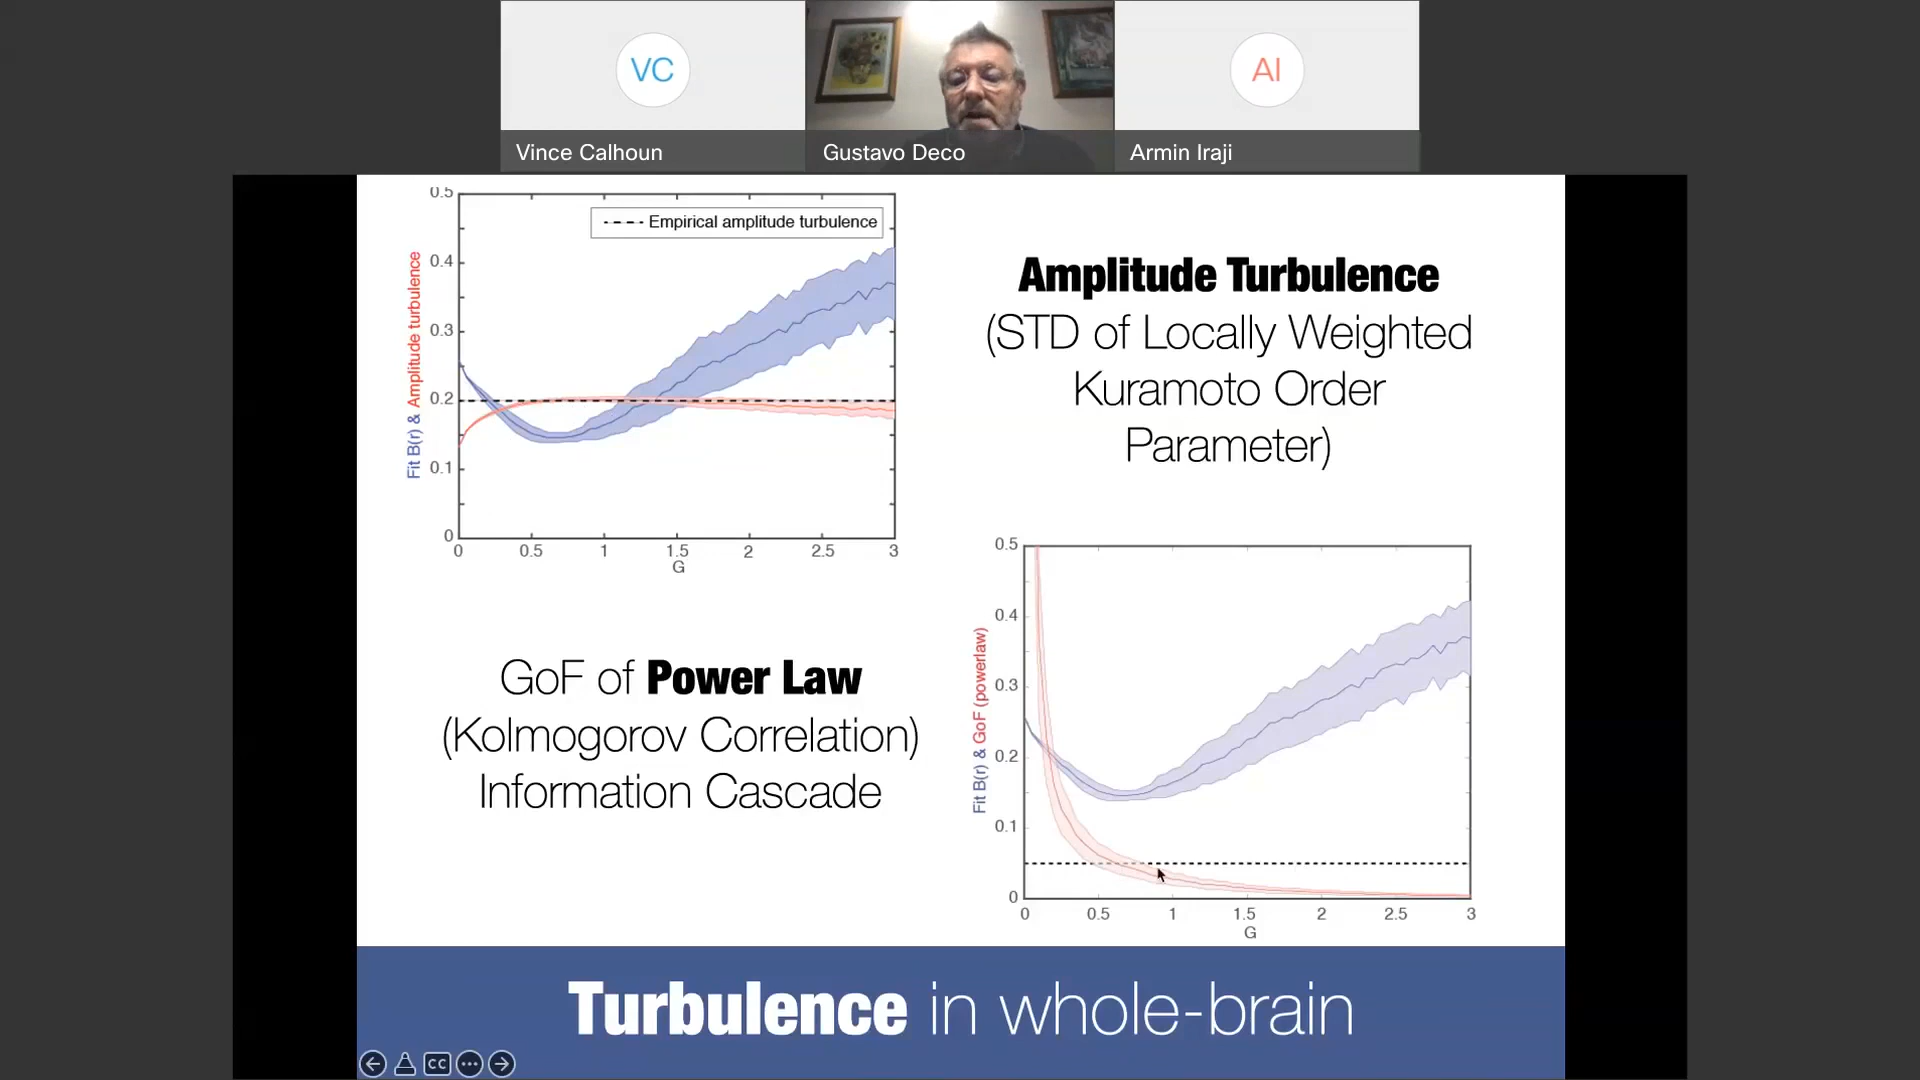 VC
AI
Vince Calhoun
Gustavo Deco
Armin Iraji
0.5
0.4
0.3
0.2
0.1
0
Fit B(r) & Amplitude turbulence
Empirical amplitude turbulence
0 0.5 1 1.5 2 2.5 3
G
Amplitude Turbulence
(STD of Locally Weighted
Kuramoto Order
Parameter)
GoF of Power Law
(Kolmogorov Correlation)
Information Cascade
0.5
0.4
0.3
0.2
0.1
0
Fit B(r) & GoF (powerlaw)
0 0.5 1 1.5 2 2.5 3
G
Turbulence in whole-brain
CC